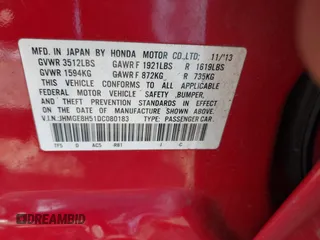 MFD. IN JAPAN BY HONDA MOTOR CO.,LTD. 11/'13
GVWR 3512LBS GAWR F 1921LBS R 1619LBS
GVWR 1594KG GAWR F 872KG R 735KG
THIS VEHICLE CONFORMS TO ALL APPLICABLE
FEDERAL MOTOR VEHICLE SAFETY, BUMPER,
AND THEFT PREVENTION STANDARDS IN EFFECT
ON THE DATE OF MANUFACTURE SHOWN ABOVE.
V.I.N. JHMGE8H51DC080183 TYPE: PASSENGER CAR
DREAMBID